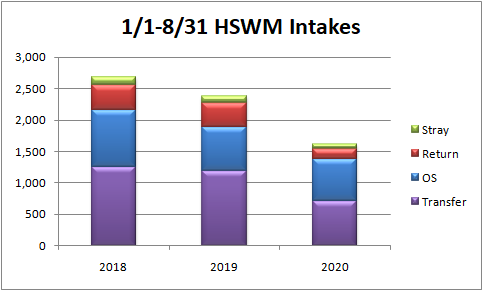 1/1-8/31 HSWM Intakes
3,000
2,500
2,000
1,500
1,000
500
0
2018
2019
2020
Stray
Return
OS
Transfer